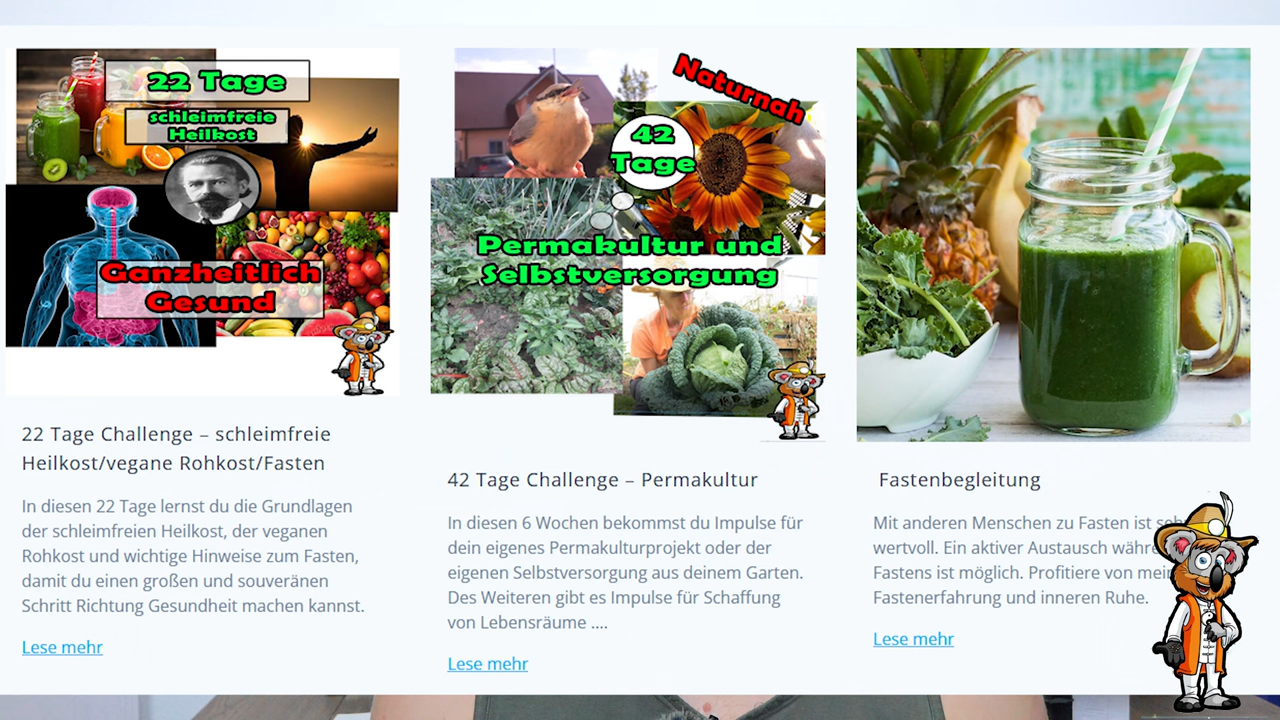 22 Tage
schleimfreie
Heilkost
Ganzheitlich
Gesund
22 Tage Challenge – schleimfreie
Heilkost/vegane Rohkost/Fasten
In diesen 22 Tage lernst du die Grundlagen
der schleimfreien Heilkost, der veganen
Rohkost und wichtige Hinweise zum Fasten,
damit du einen großen und souveränen
Schritt Richtung Gesundheit machen kannst.
Lese mehr
Naturnah
42
Tage
Permakultur und
Selbstversorgung
42 Tage Challenge – Permakultur
In diesen 6 Wochen bekommst du Impulse für
dein eigenes Permakulturprojekt oder der
eigenen Selbstversorgung aus deinem Garten.
Des Weiteren gibt es Impulse für Schaffung
von Lebensräume ....
Lese mehr
Fastenbegleitung
Mit anderen Menschen zu Fasten ist
wertvoll. Ein aktiver Austausch
Fastens ist möglich. Profitiere von
Fastenerfahrung und inneren Ruhe.
Lese mehr